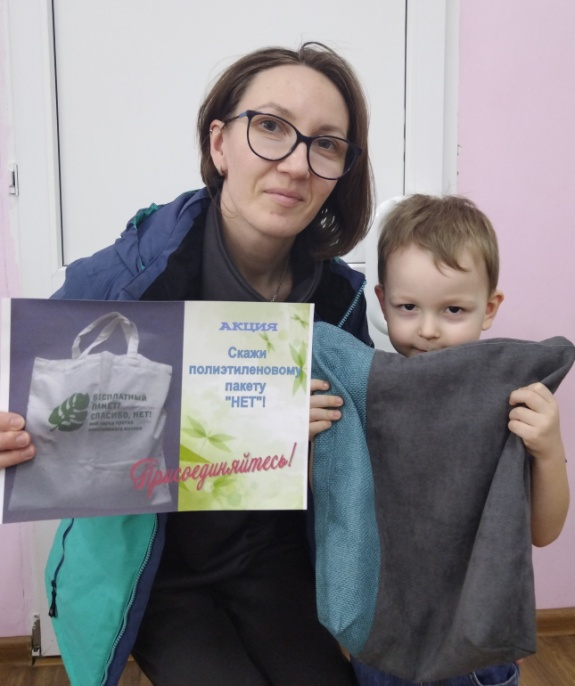 БЕСПЛАТНЫЙ
ПАКЕТ?
СПАСИБО, НЕТ!
АКЦИЯ
Скажи
полиэтиленовому
пакету
"НЕТ"!
Присоединяйтесь!